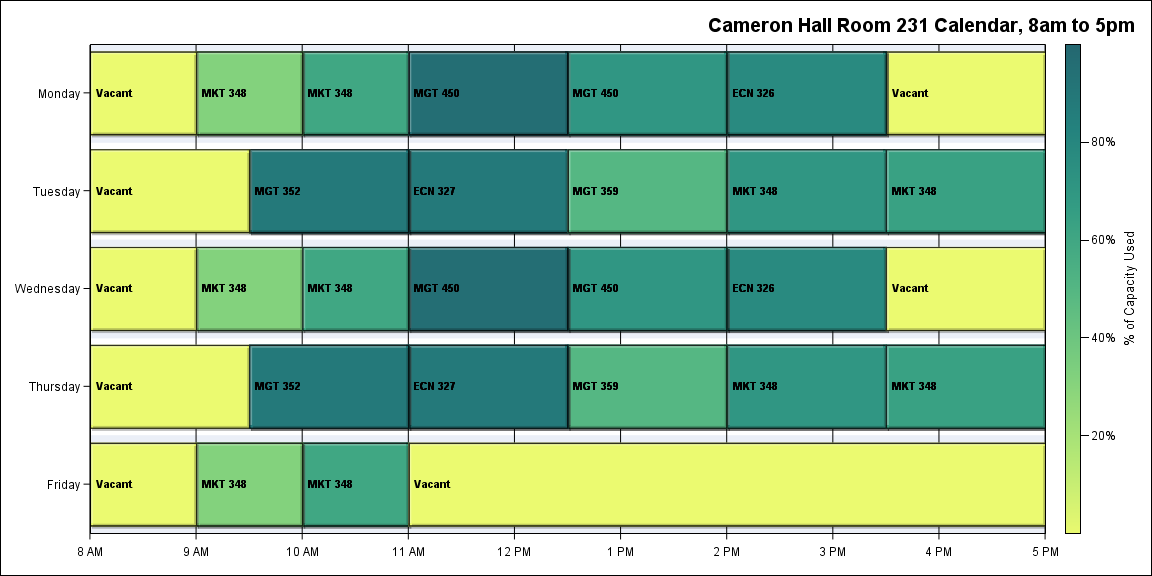 Cameron Hall Room 231 Calendar, 8am to 5pm
Monday Vacant MKT 348 MKT 348 MGT 450 MGT 450 ECN 326 Vacant
80%
Tuesday Vacant MGT 352 ECN 327 MGT 359 MKT 348 MKT 348
60%
Wednesday Vacant MKT 348 MKT 348 MGT 450 MGT 450 ECN 326 Vacant
% of Capacity Used
40%
Thursday Vacant MGT 352 ECN 327 MGT 359 MKT 348 MKT 348
20%
Friday Vacant MKT 348 MKT 348 Vacant
8 AM 9 AM 10 AM 11 AM 12 PM 1 PM 2 PM 3 PM 4 PM 5 PM